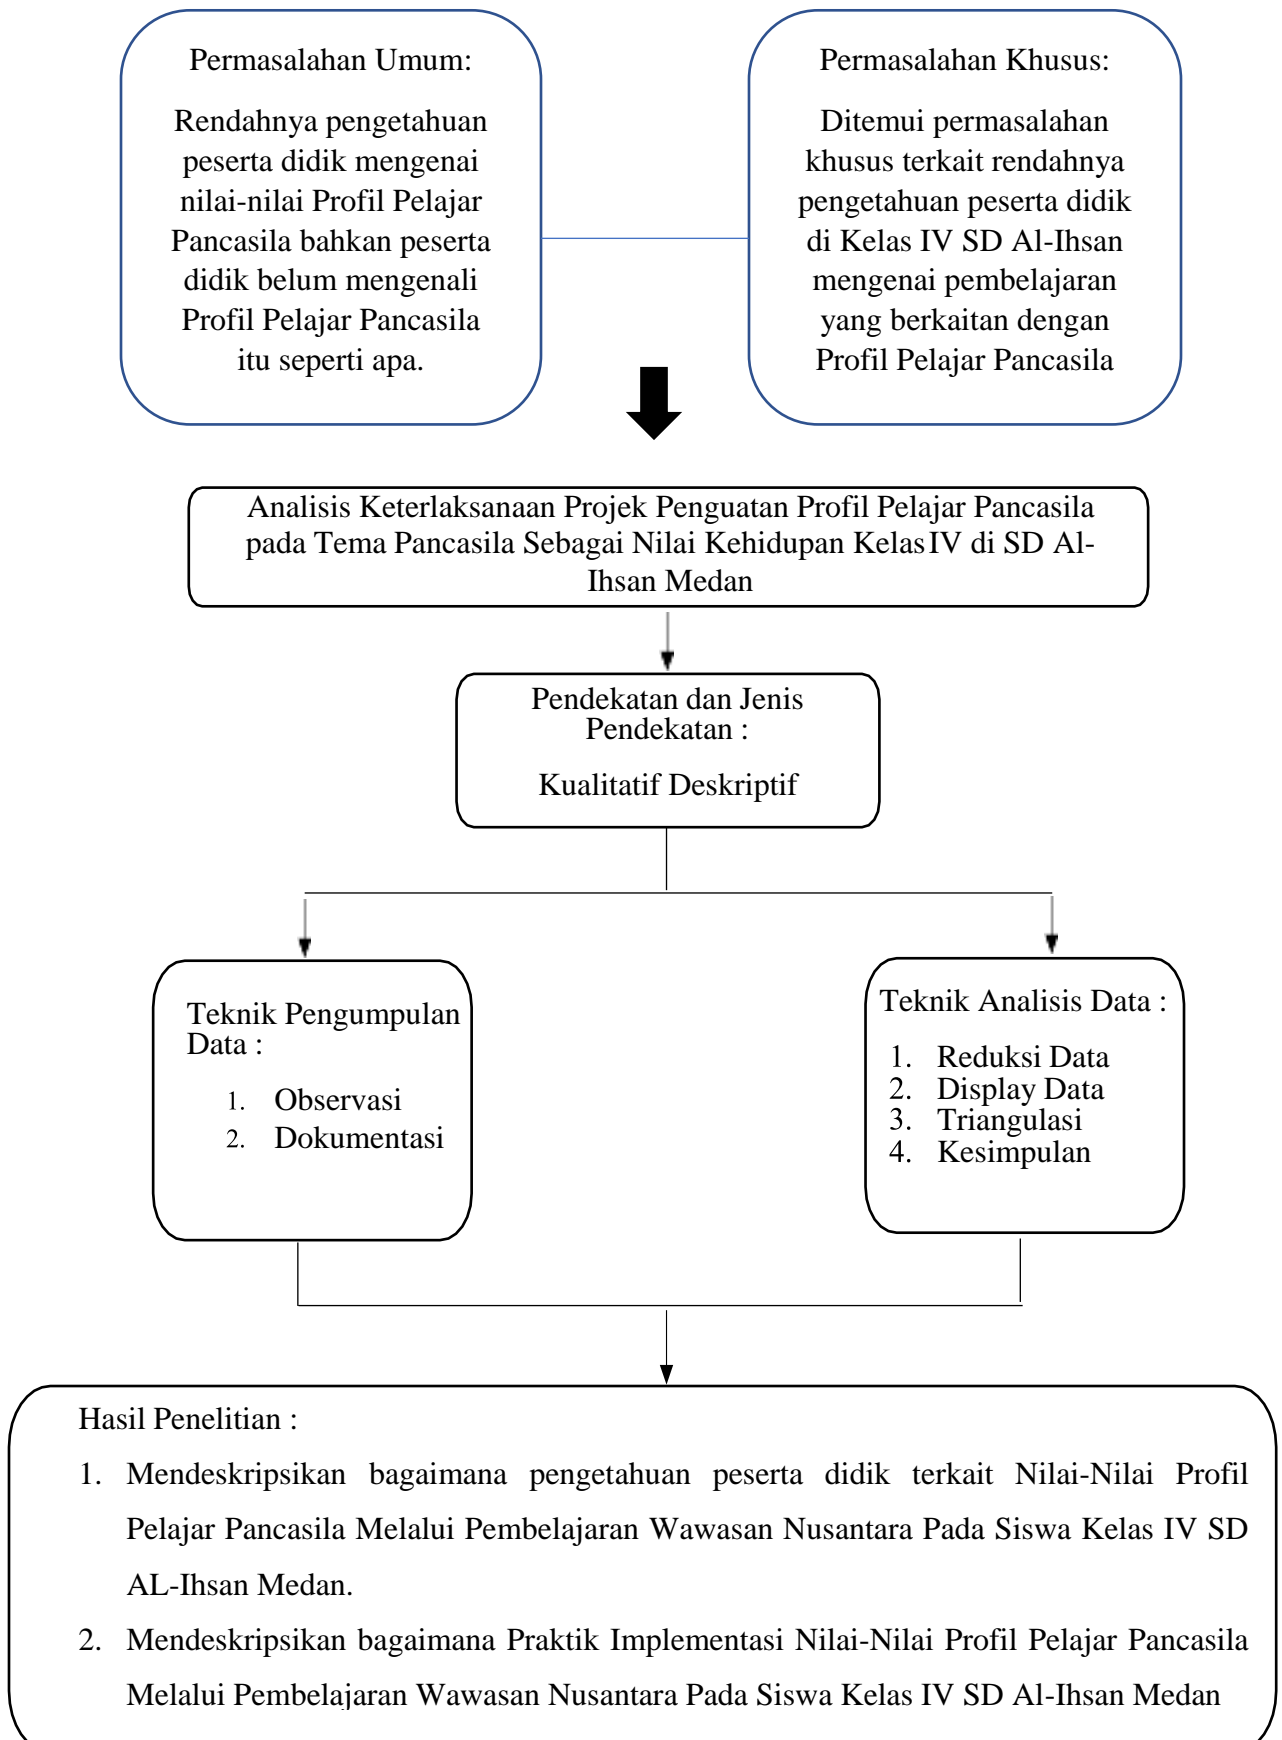 Permasalahan Umum:
Rendahnya pengetahuan
peserta didik mengenai
nilai-nilai Profil Pelajar
Pancasila bahkan peserta
didik belum mengenali
Profil Pelajar Pancasila
itu seperti apa.
Permasalahan Khusus:
Ditemui permasalahan
khusus terkait rendahnya
pengetahuan peserta didik
di Kelas IV SD Al-Ihsan
mengenai pembelajaran
yang berkaitan dengan
Profil Pelajar Pancasila
Analisis Keterlaksanaan Projek Penguatan Profil Pelajar Pancasila
pada Tema Pancasila Sebagai Nilai Kehidupan Kelas IV di SD Al-
Ihsan Medan
Pendekatan dan Jenis
Pendekatan :
Kualitatif Deskriptif
Teknik Pengumpulan
Data :
1. Observasi
2. Dokumentasi
Teknik Analisis Data :
1. Reduksi Data
2. Display Data
3. Triangulasi
4. Kesimpulan
Hasil Penelitian :
1. Mendeskripsikan bagaimana pengetahuan peserta didik terkait Nilai-Nilai Profil
Pelajar Pancasila Melalui Pembelajaran Wawasan Nusantara Pada Siswa Kelas IV SD
AL-Ihsan Medan.
2. Mendeskripsikan bagaimana Praktik Implementasi Nilai-Nilai Profil Pelajar Pancasila
Melalui Pembelajaran Wawasan Nusantara Pada Siswa Kelas IV SD Al-Ihsan Medan